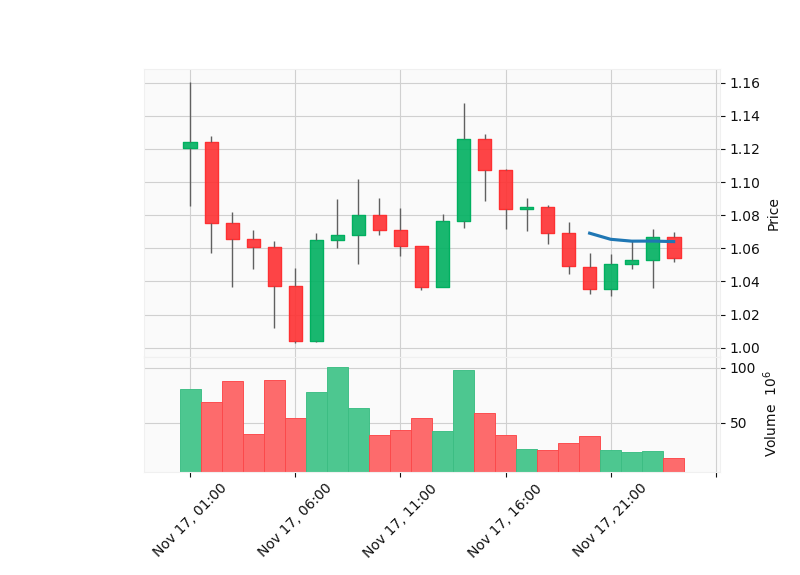 1.16
1.14
1.12
1.10
1.08
1.06
1.04
1.02
1.00
Price
100
50
Volume 10^6
Nov 17, 01:00
Nov 17, 06:00
Nov 17, 11:00
Nov 17, 16:00
Nov 17, 21:00